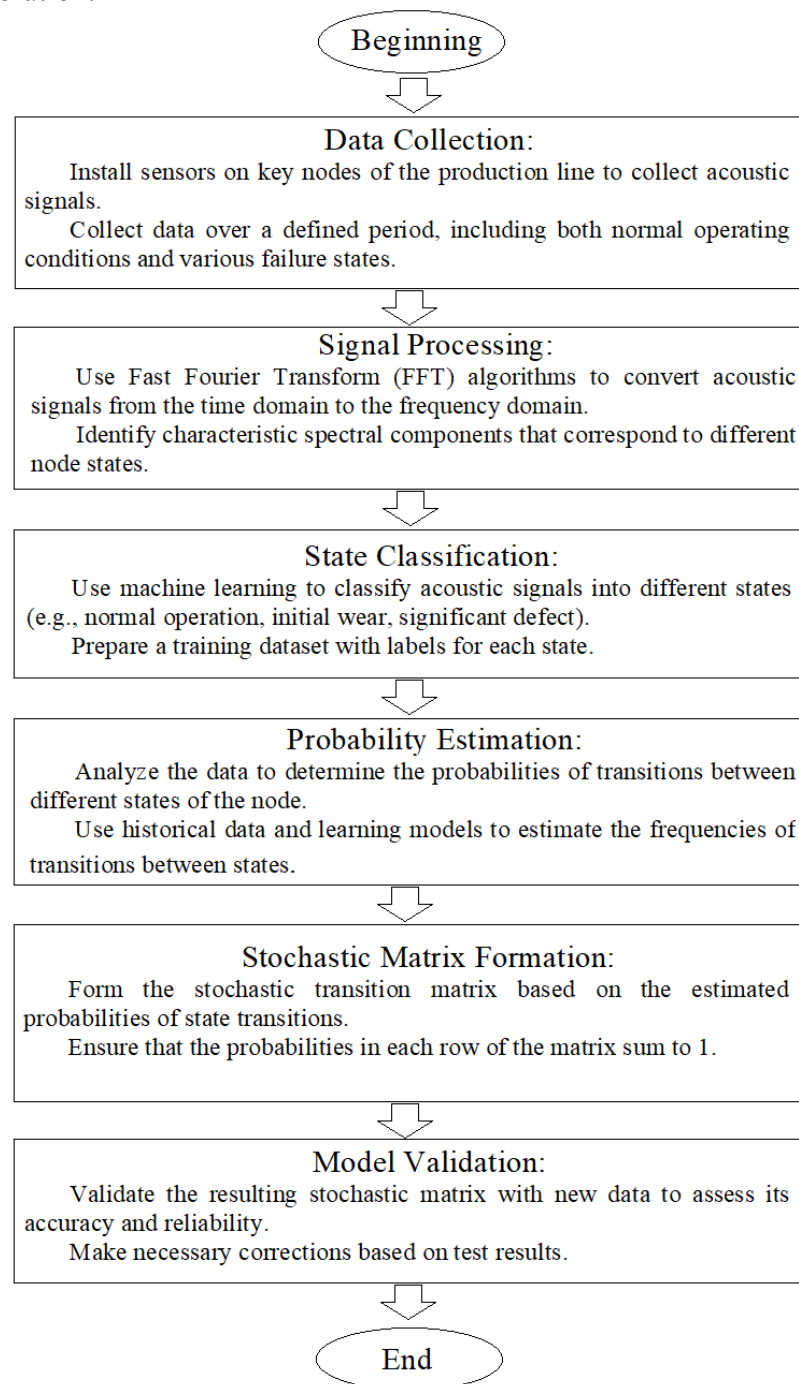 Beginning
Data Collection:
Install sensors on key nodes of the production line to collect acoustic
signals.
Collect data over a defined period, including both normal operating
conditions and various failure states.
Signal Processing:
Use Fast Fourier Transform (FFT) algorithms to convert acoustic
signals from the time domain to the frequency domain.
Identify characteristic spectral components that correspond to different
node states.
State Classification:
Use machine learning to classify acoustic signals into different states
(e.g., normal operation, initial wear, significant defect).
Prepare a training dataset with labels for each state.
Probability Estimation:
Analyze the data to determine the probabilities of transitions between
different states of the node.
Use historical data and learning models to estimate the frequencies of
transitions between states.
Stochastic Matrix Formation:
Form the stochastic transition matrix based on the estimated
probabilities of state transitions.
Ensure that the probabilities in each row of the matrix sum to 1.
Model Validation:
Validate the resulting stochastic matrix with new data to assess its
accuracy and reliability.
Make necessary corrections based on test results.
End